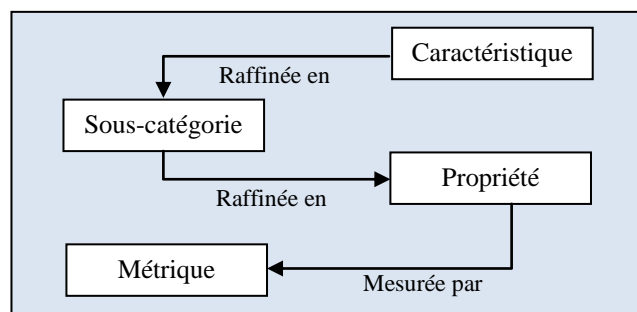 Caractéristique
Raffinée en
Sous-catégorie
Propriété
Raffinée en
Métrique
Mesurée par